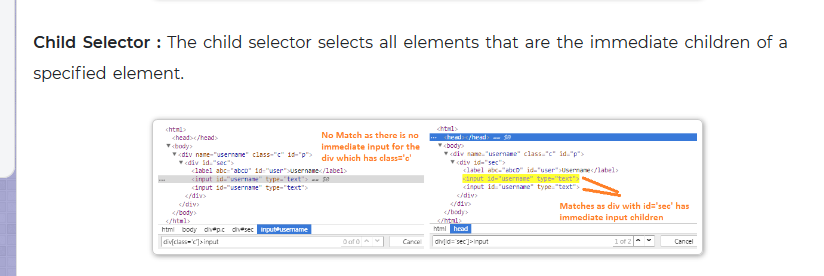 Child Selector : The child selector selects all elements that are the immediate children of a
specified element.
<html>
<head></head>
▼<body>
▼<div name="username" class="c" id="p">
▼<div id="sec">
<label abc="abcD" id="user">Username</label>
... <input id="username" type="text"> == $0
<input id="username" type="text">
</div>
</div>
</body>
</html>
No Match as there is no
immediate input for the
div which has class='c'
html body div#p.c div#sec input#username
div[class='c']>input 0 of 0 Cancel
<html>
... <head></head> == $0
▼<body>
▼<div name="username" class="c" id="p">
▼<div id="sec">
<label abc="abcD" id="user">Username</label>
<input id="username" type="text">
<input id="username" type="text">
</div>
</div>
</body>
</html>
Matches as div with id='sec' has
immediate input children
html head
div[id='sec']>input 1 of 2 Cancel